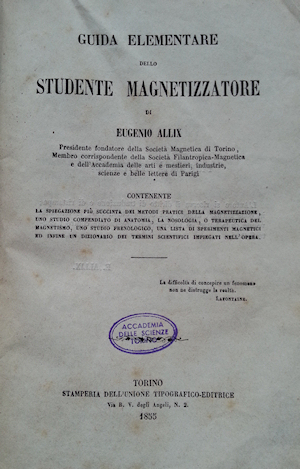 GUIDA ELEMENTARE
DELLO
STUDENTE MAGNETIZZATORE
DI
EUGENIO ALLIX
Presidente fondatore della Società Magnetica di Torino,
Membro corrispondente della Società Filantropica-Magnetica
e dell'Accademia delle arti e mestieri, industrie,
scienze e belle lettere di Parigi
CONTENENTE
LA SPIEGAZIONE PIÙ SUCCINTA DEI METODI PRATICI DELLA MAGNETIZZAZIONE,
UNO STUDIO COMPENDIATO DI ANATOMIA, LA NOSOLOGIA, O TERAPEUTICA DEL
MAGNETISMO, UNO STUDIO FRENOLOGICO, UNA LISTA DI SPERIMENTI MAGNETICI
ED INFINE UN DIZIONARIO DEI TERMINI SCIENTIFICI IMPIEGATI NELL'OPERA.
La difficoltà di concepire un fenomeno
non ne distrugge la realtà.
LAFONTAINE.
ACCADEMIA
DELLE SCIENZE
TORINO
TORINO
STAMPERIA DELL'UNIONE TIPOGRAFICO-EDITRICE
Via B. V. degli Angeli, N. 2.
1855